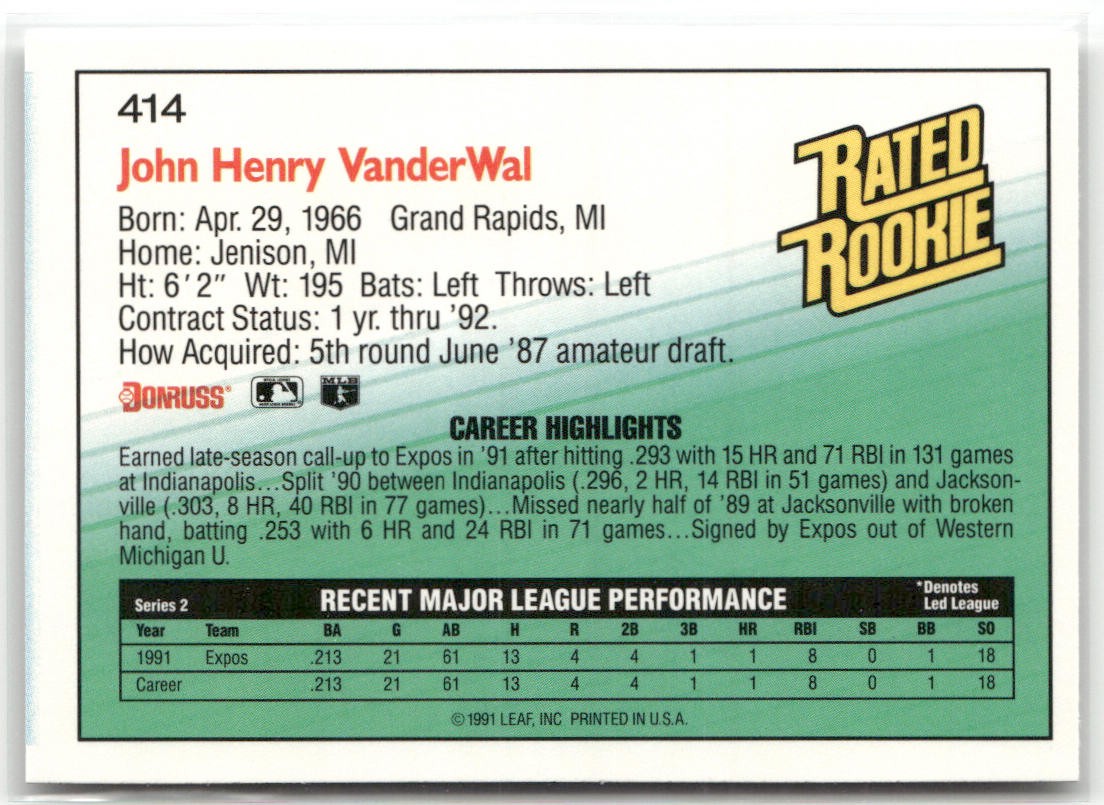 414
RATED
ROOKIE
John Henry VanderWal
Born: Apr. 29, 1966 Grand Rapids, MI
Home: Jenison, MI
Ht: 6'2" Wt: 195 Bats: Left Throws: Left
Contract Status: 1 yr. thru '92.
How Acquired: 5th round June '87 amateur draft.
DONRUSS® MLB
CAREER HIGHLIGHTS
Earned late-season call-up to Expos in '91 after hitting .293 with 15 HR and 71 RBI in 131 games
at Indianapolis...Split '90 between Indianapolis (.296, 2 HR, 14 RBI in 51 games) and Jackson-
ville (.303, 8 HR, 40 RBI in 77 games)...Missed nearly half of '89 at Jacksonville with broken
hand, batting .253 with 6 HR and 24 RBI in 71 games...Signed by Expos out of Western
Michigan U.
Series 2 RECENT MAJOR LEAGUE PERFORMANCE *Denotes
Led League
Year Team BA G AB H R 2B 3B HR RBI SB BB SO
1991 Expos .213 21 61 13 4 4 1 1 8 0 1 18
Career .213 21 61 13 4 4 1 1 8 0 1 18
©1991 LEAF, INC PRINTED IN U.S.A.